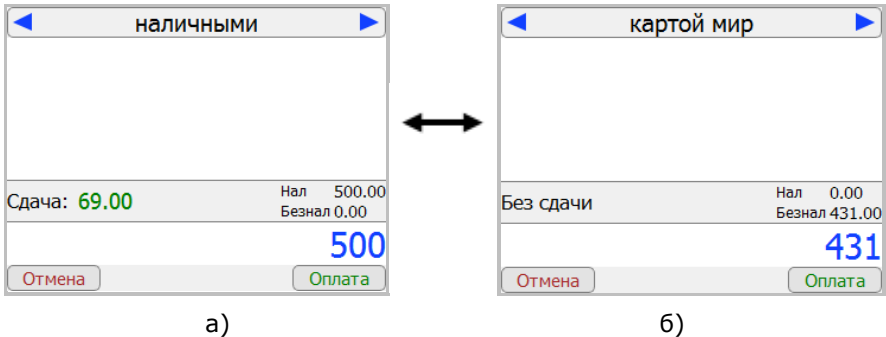 наличными
Сдача: 69.00
Нал 500.00
Безнал 0.00
500
Отмена Оплата
а)
картой мир
Без сдачи
Нал 0.00
Безнал 431.00
431
Отмена Оплата
б)